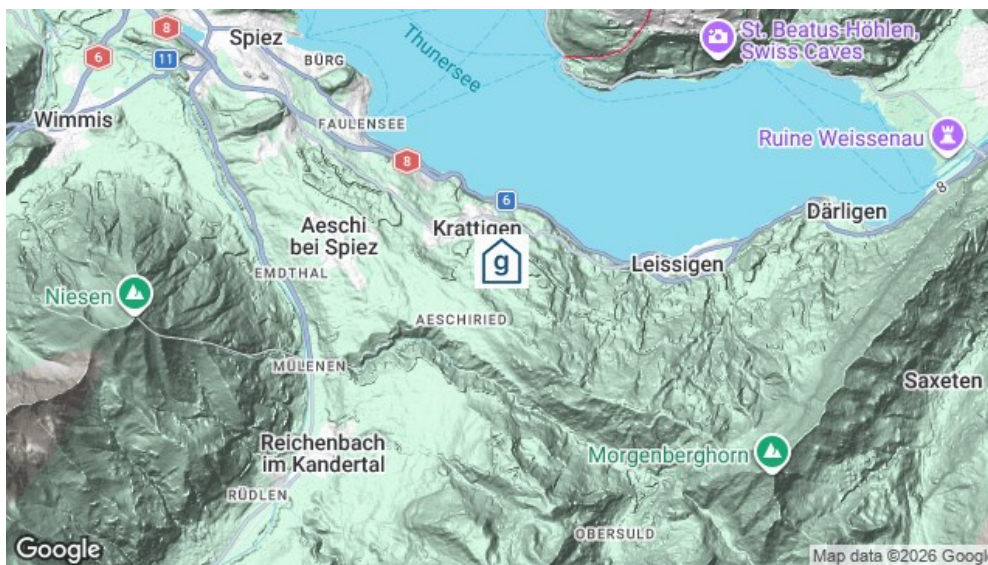 8
Spiez
St. Beatus-Höhlen,
Swiss Caves
6
11
BÜRG
Thunersee
Wimmis
FAULENSEE
Ruine Weissenau
8
8
6
Aeschi
bei Spiez
Krattigen
Därligen
g
Leissigen
EMDTHAL
Niesen
AESCHIRIED
MÜLENEN
Saxeten
Reichenbach
im Kandertal
Morgenberghorn
RÜDLEN
OBERSULD
Google
Map data ©2026 Google